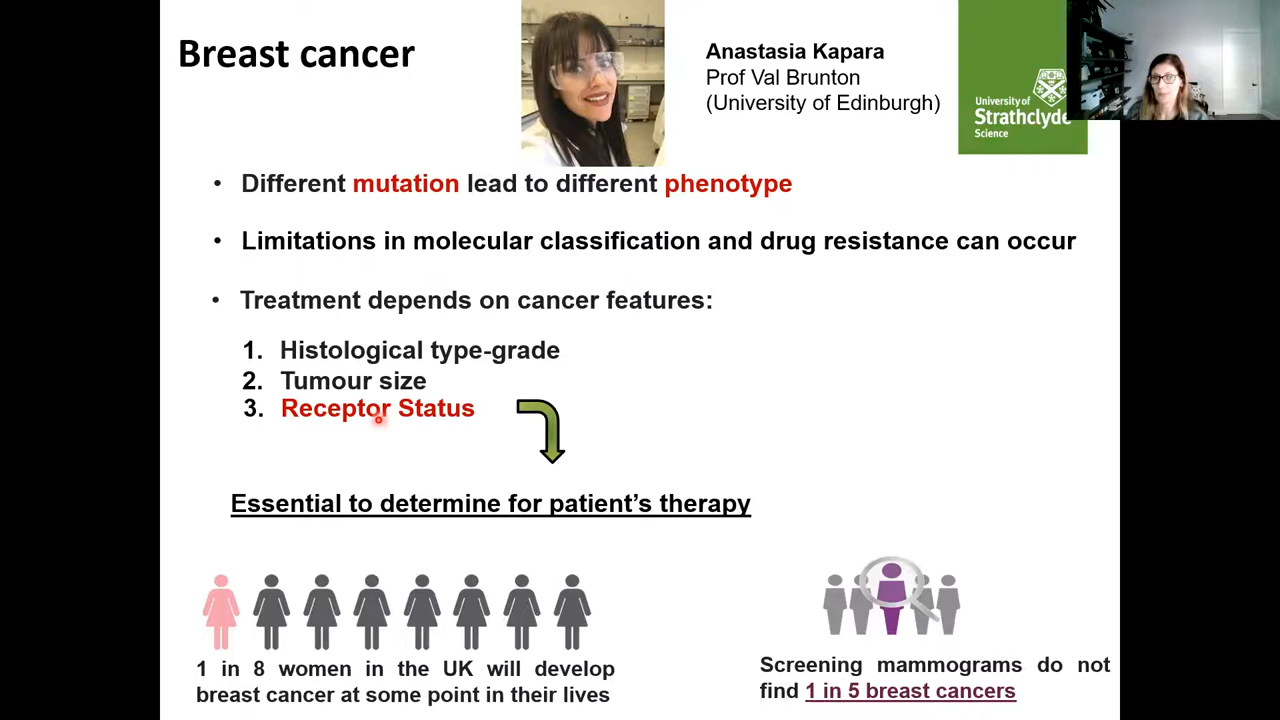 Breast cancer
Anastasia Kapara
Prof Val Brunton
(University of Edinburgh)
University of
Strathclyde
Science
• Different mutation lead to different phenotype
• Limitations in molecular classification and drug resistance can occur
• Treatment depends on cancer features:
1. Histological type-grade
2. Tumour size
3. Receptor Status
Essential to determine for patient’s therapy
1 in 8 women in the UK will develop
breast cancer at some point in their lives
Screening mammograms do not
find 1 in 5 breast cancers